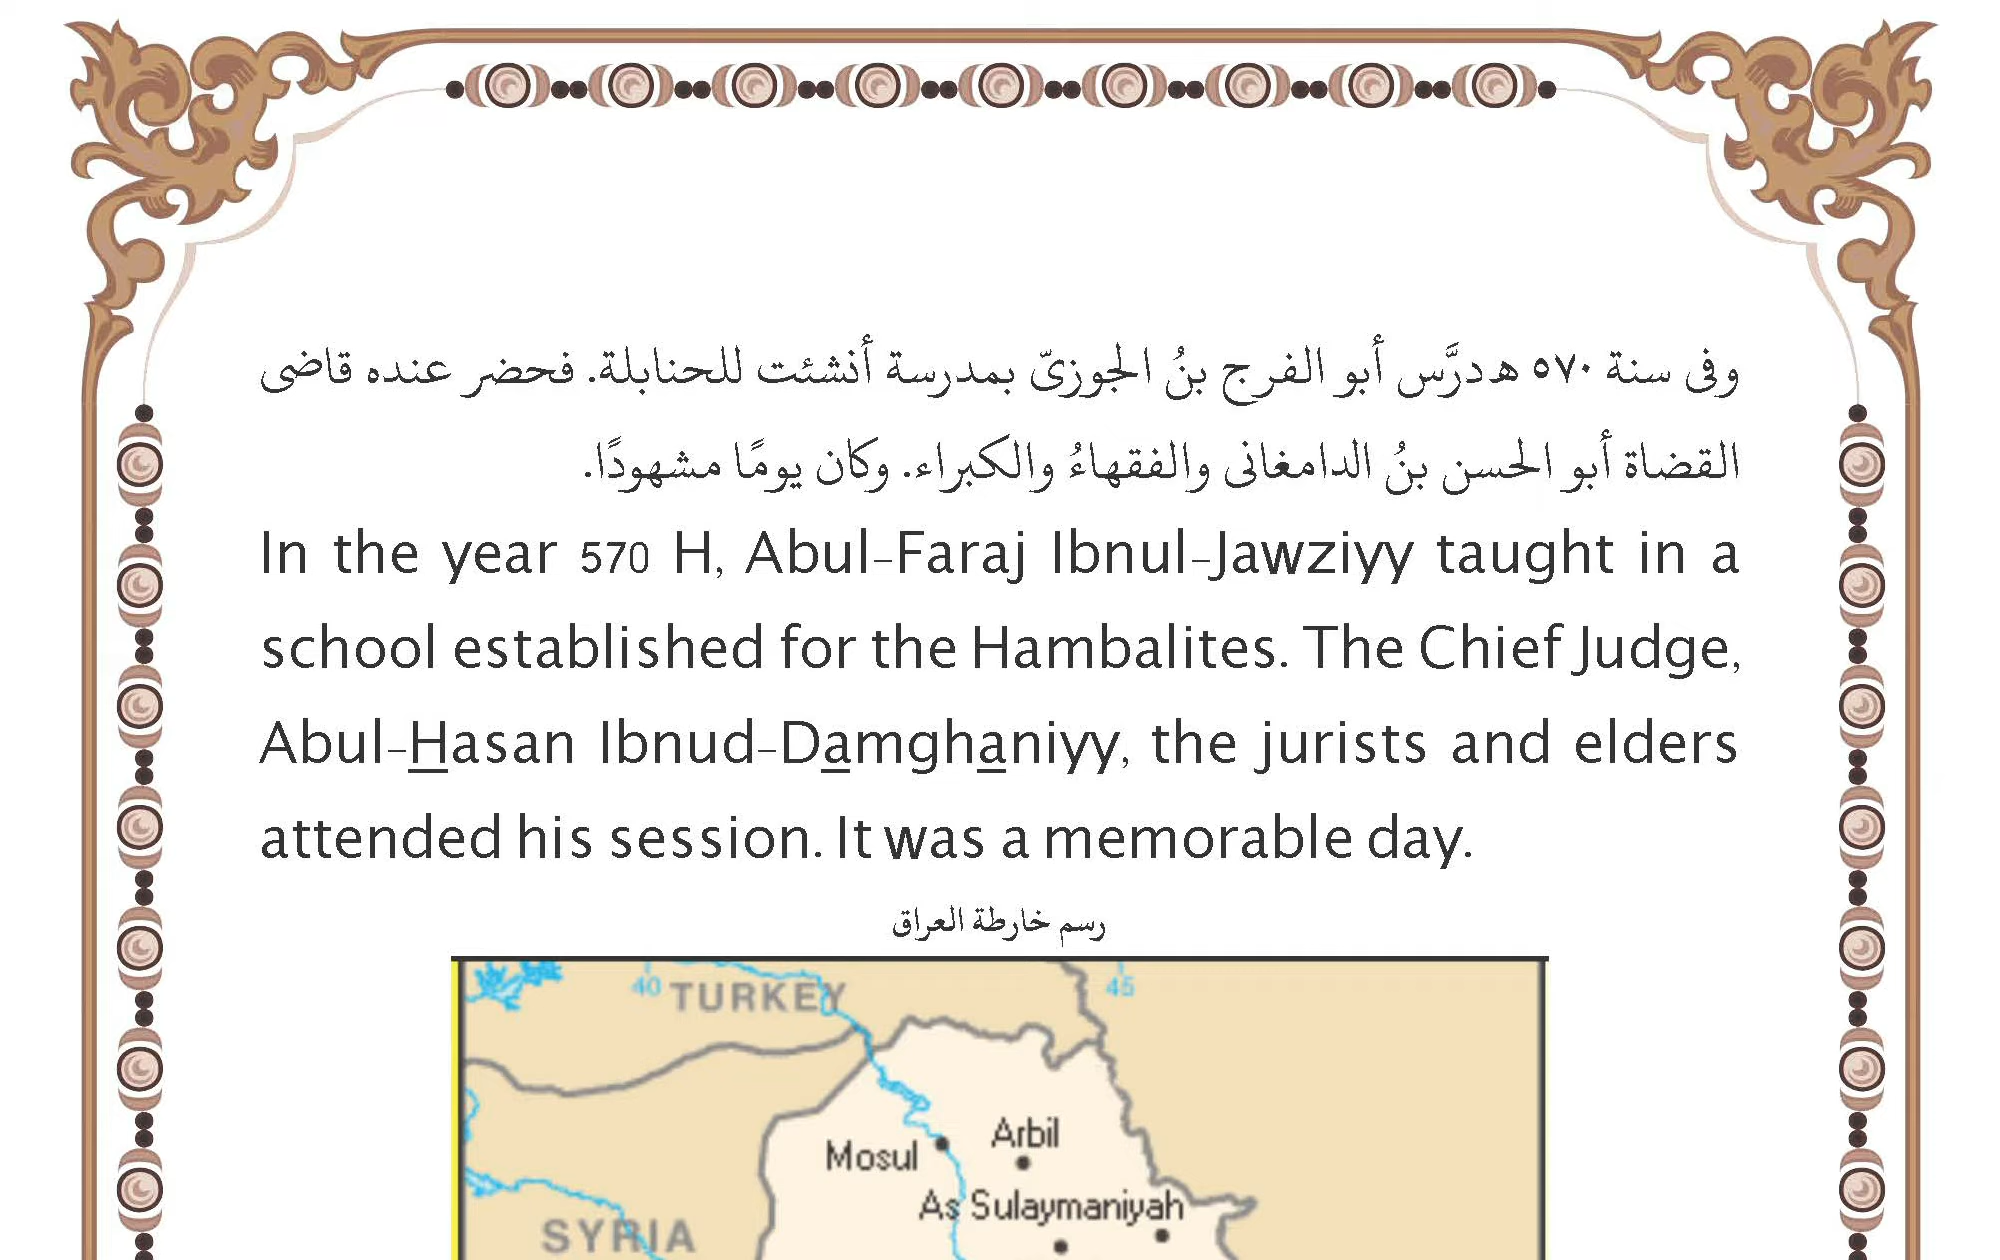 وفى سنة ٥٧٠ هـ درَّس أبو الفرج بنُ الجوزىّ بمدرسة أنشئت للحنابلة. فحضر عنده قاضى
القضاة أبو الحسن بنُ الدامغانى والفقهاءُ والكبراء. وكان يومًا مشهودًا.
In the year 570 H, Abul-Faraj Ibnul-Jawziyy taught in a
school established for the Hambalites. The Chief Judge,
Abul-Hasan Ibnud-Damghaniyy, the jurists and elders
attended his session. It was a memorable day.
رسم خارطة العراق
40 TURKEY 45
Arbil
Mosul
As Sulaymaniyah
SYRIA